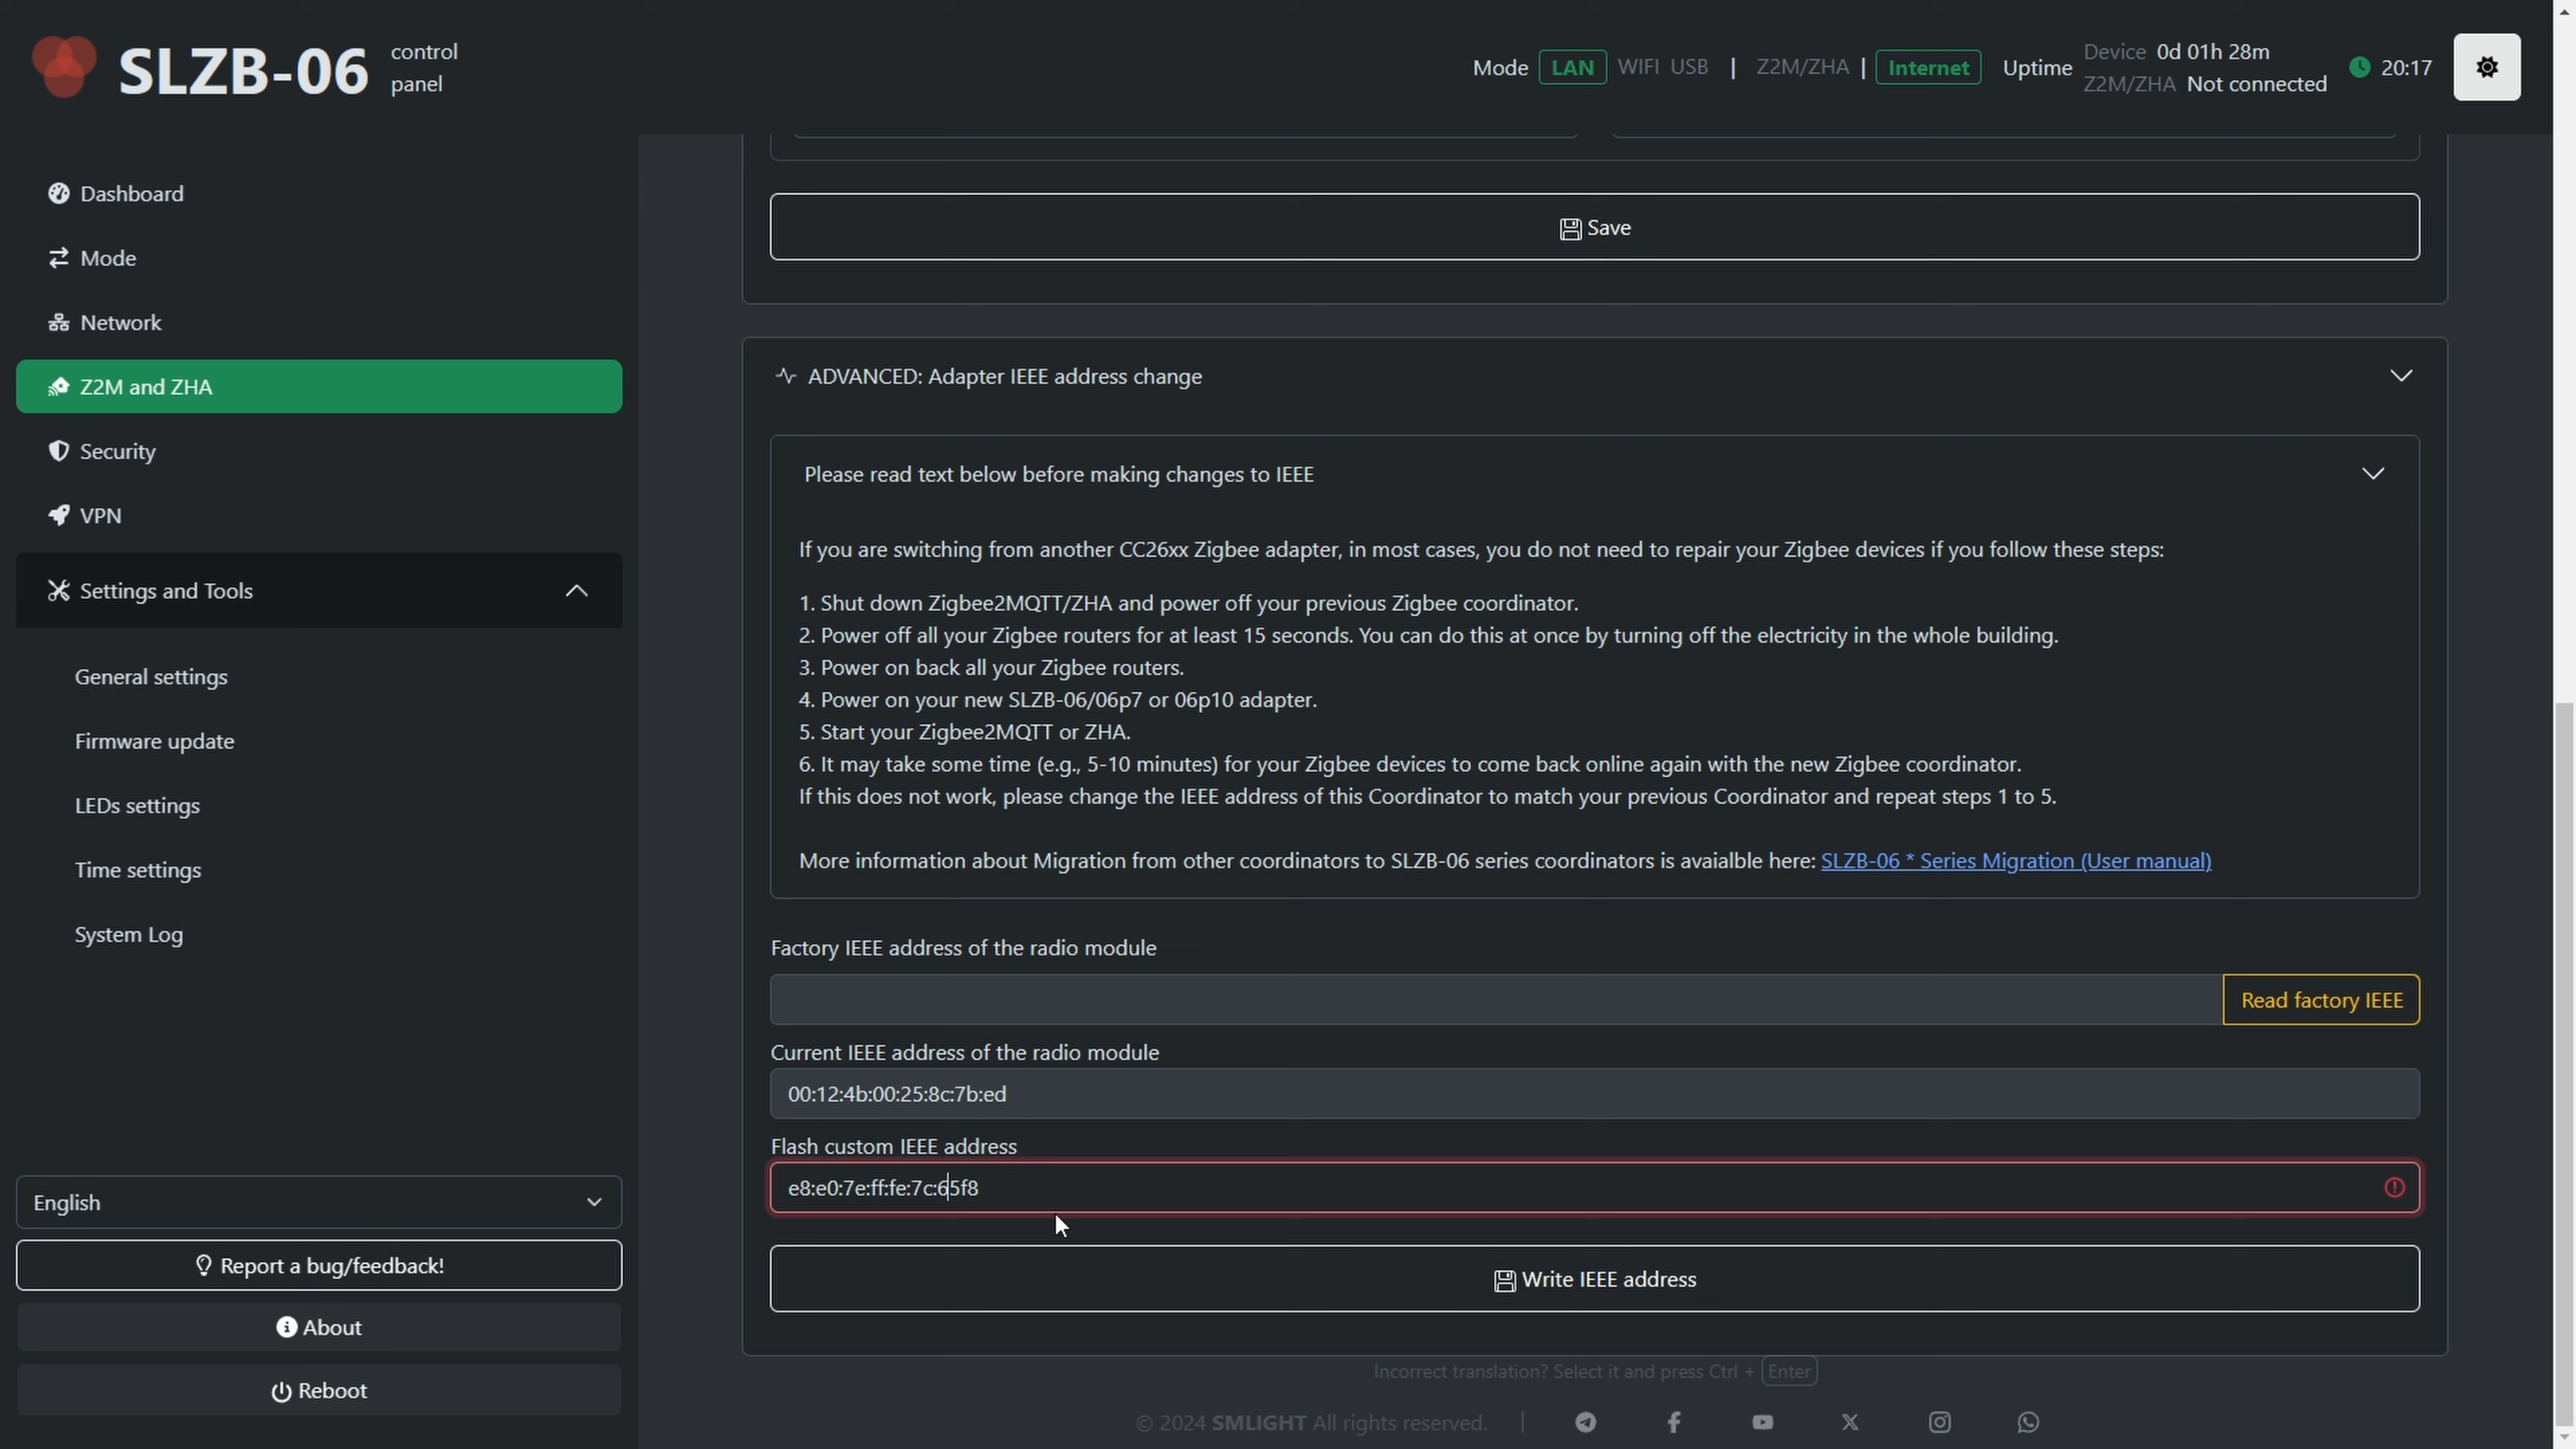 SLZB-06 control panel
Mode LAN WIFI USB | Z2M/ZHA | Internet Uptime Device 0d 01h 28m Z2M/ZHA Not connected 20:17
Dashboard
Mode
Network
Z2M and ZHA
Security
VPN
Settings and Tools
General settings
Firmware update
LEDs settings
Time settings
System Log
English
Report a bug/feedback!
About
Reboot
Save
ADVANCED: Adapter IEEE address change
Please read text below before making changes to IEEE
If you are switching from another CC26xx Zigbee adapter, in most cases, you do not need to repair your Zigbee devices if you follow these steps:
1. Shut down Zigbee2MQTT/ZHA and power off your previous Zigbee coordinator.
2. Power off all your Zigbee routers for at least 15 seconds. You can do this at once by turning off the electricity in the whole building.
3. Power on back all your Zigbee routers.
4. Power on your new SLZB-06/06p7 or 06p10 adapter.
5. Start your Zigbee2MQTT or ZHA.
6. It may take some time (e.g., 5-10 minutes) for your Zigbee devices to come back online again with the new Zigbee coordinator.
If this does not work, please change the IEEE address of this Coordinator to match your previous Coordinator and repeat steps 1 to 5.
More information about Migration from other coordinators to SLZB-06 series coordinators is avaialble here: SLZB-06 * Series Migration (User manual)
Factory IEEE address of the radio module
Read factory IEEE
Current IEEE address of the radio module
00:12:4b:00:25:8c:7b:ed
Flash custom IEEE address
e8:e0:7e:ff:fe:7c:65f8
Write IEEE address
Incorrect translation? Select it and press Ctrl + Enter
© 2024 SMLIGHT All rights reserved. |